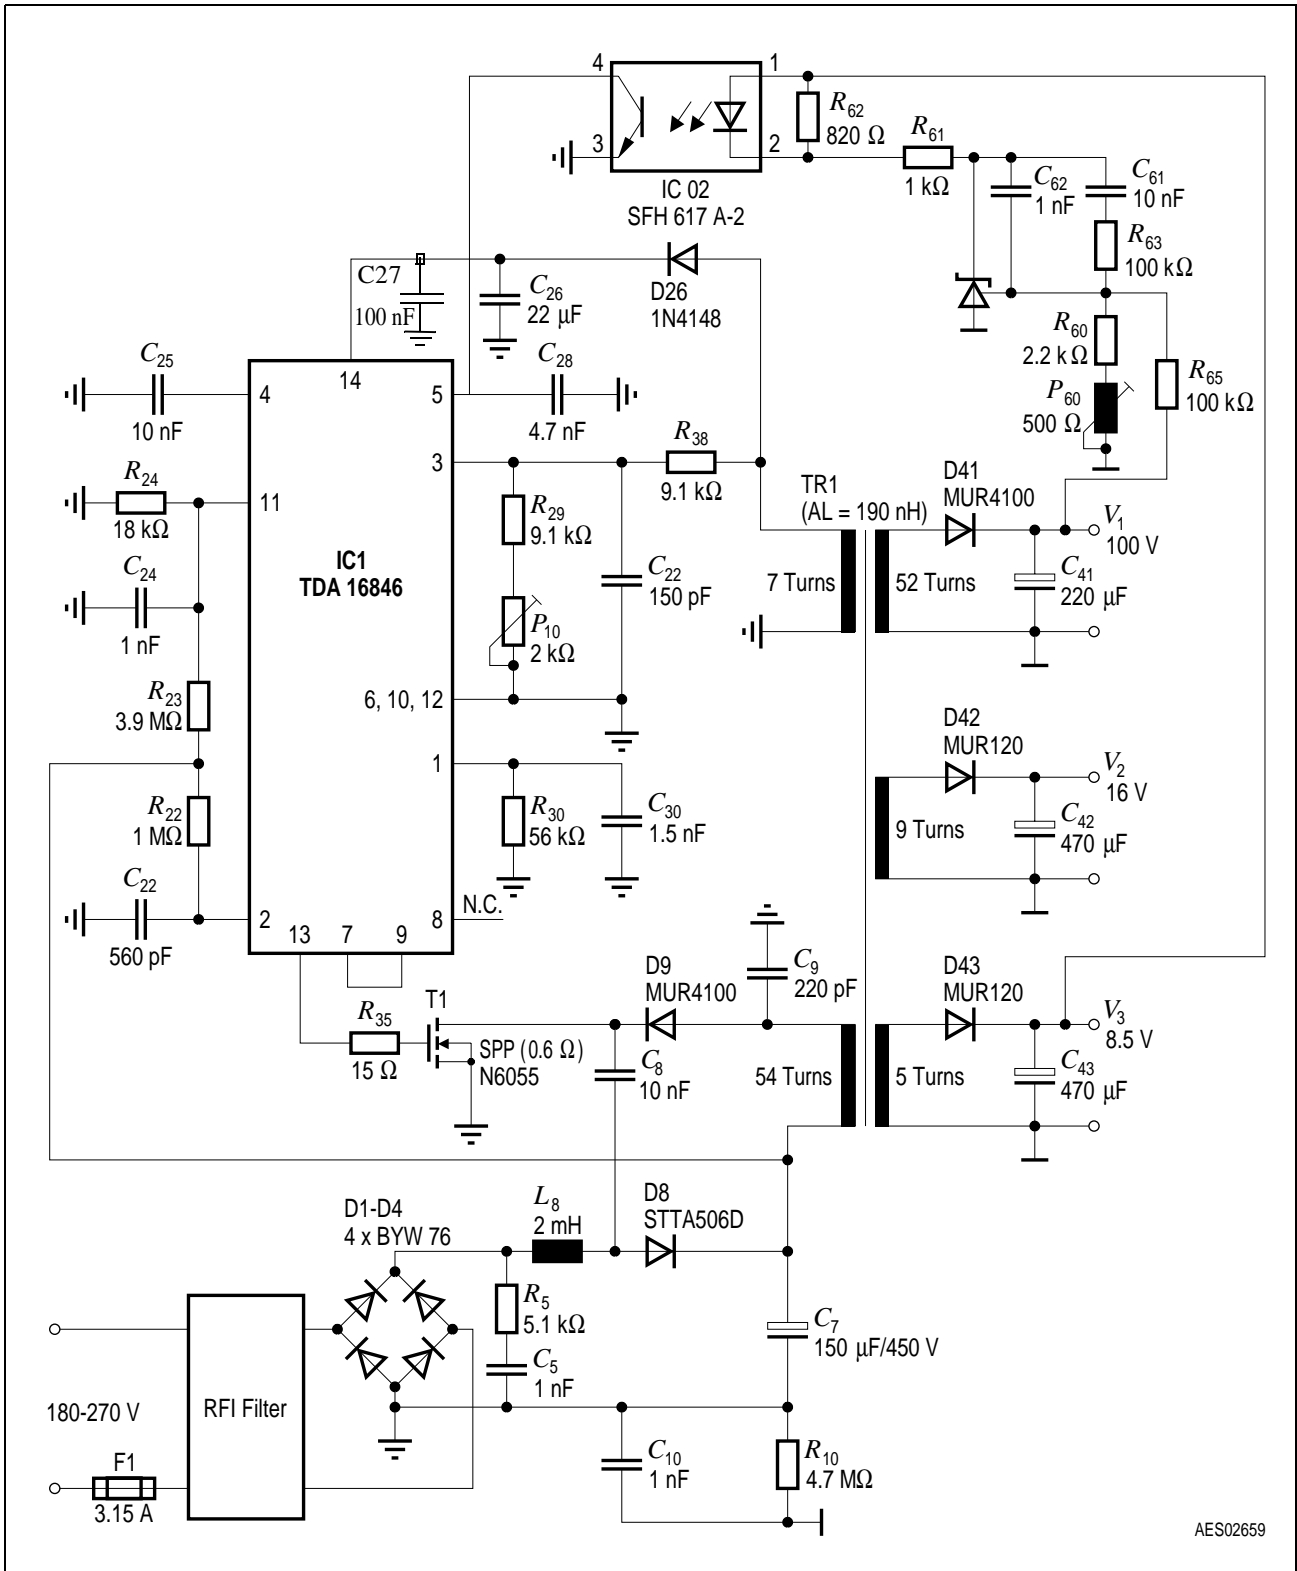 4
1
3
2
IC 02
SFH 617 A-2
R62
820 Ω
R61
1 kΩ
C62
1 nF
C61
10 nF
R63
100 kΩ
C27
100 nF
C26
22 μF
D26
1N4148
R60
2.2 kΩ
P60
500 Ω
R65
100 kΩ
C25
10 nF
4
14
5
C28
4.7 nF
R24
18 kΩ
11
3
R38
9.1 kΩ
C24
1 nF
IC1
TDA 16846
R29
9.1 kΩ
P10
2 kΩ
C22
150 pF
TR1
(AL = 190 nH)
7 Turns
52 Turns
D41
MUR4100
V1
100 V
C41
220 μF
R23
3.9 MΩ
6, 10, 12
1
R22
1 MΩ
R30
56 kΩ
C30
1.5 nF
D42
MUR120
V2
16 V
9 Turns
C42
470 μF
C22
560 pF
2
13
7
9
8
N.C.
R35
15 Ω
T1
SPP (0.6 Ω)
N6055
D9
MUR4100
C9
220 pF
C8
10 nF
54 Turns
5 Turns
D43
MUR120
V3
8.5 V
C43
470 μF
D1-D4
4 x BYW 76
L8
2 mH
D8
STTA506D
R5
5.1 kΩ
C5
1 nF
C7
150 μF/450 V
180-270 V
RFI Filter
F1
3.15 A
C10
1 nF
R10
4.7 MΩ
AES02659